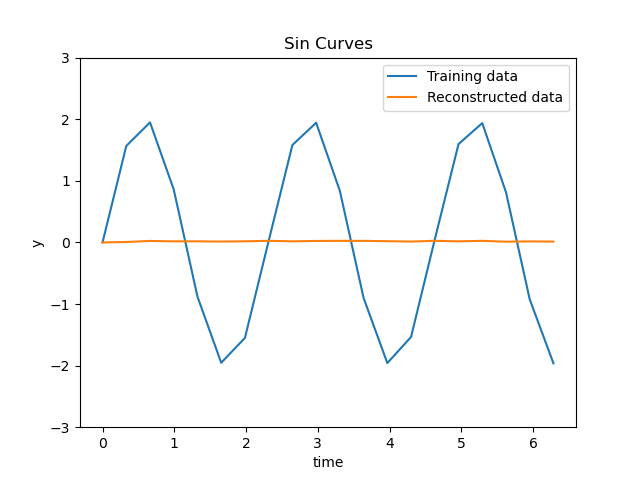 Sin Curves
Training data
Reconstructed data
3
2
1
0
−1
−2
−3
y
0 1 2 3 4 5 6
time